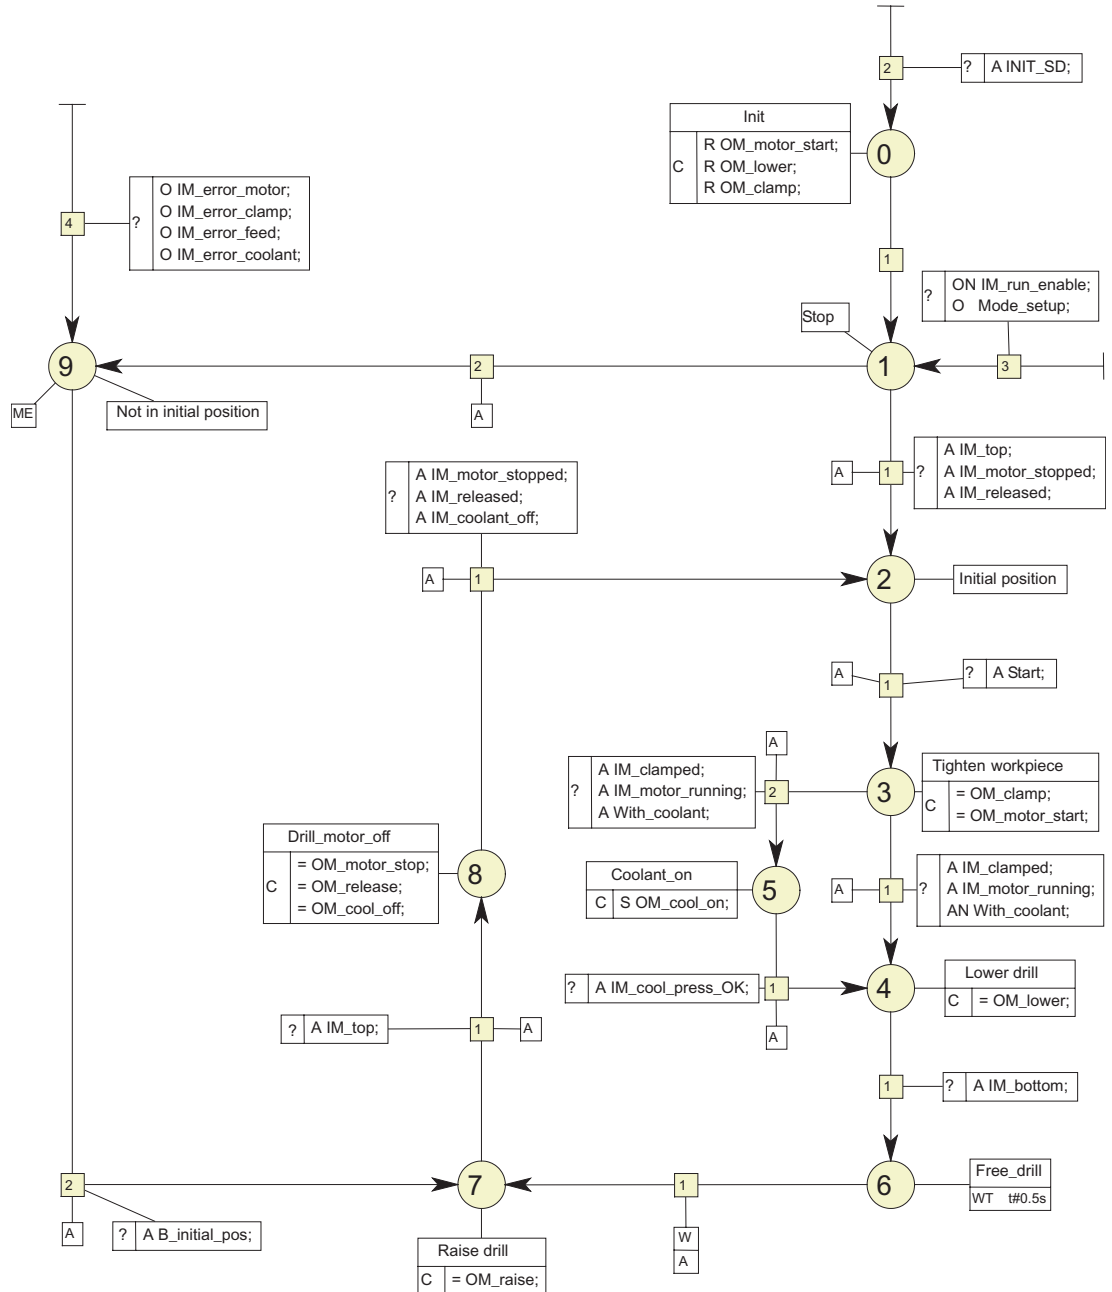 2
? A INIT_SD;
Init
C
R OM_motor_start;
R OM_lower;
R OM_clamp;
0
4
?
O IM_error_motor;
O IM_error_clamp;
O IM_error_feed;
O IM_error_coolant;
1
?
ON IM_run_enable;
O Mode_setup;
Stop
9
2
1
3
ME
Not in initial position
A
?
A IM_motor_stopped;
A IM_released;
A IM_coolant_off;
A
1
?
A IM_top;
A IM_motor_stopped;
A IM_released;
A
1
2
Initial position
A
1
? A Start;
A
?
A IM_clamped;
A IM_motor_running;
A With_coolant;
2
3
Tighten workpiece
C
= OM_clamp;
= OM_motor_start;
Drill_motor_off
C
= OM_motor_stop;
= OM_release;
= OM_cool_off;
8
Coolant_on
C S OM_cool_on;
5
A
1
?
A IM_clamped;
A IM_motor_running;
AN With_coolant;
? A IM_cool_press_OK;
1
A
4
Lower drill
C = OM_lower;
? A IM_top;
1
A
1
? A IM_bottom;
2
A
? A B_initial_pos;
7
1
W
A
6
Free_drill
WT t#0.5s
Raise drill
C = OM_raise;